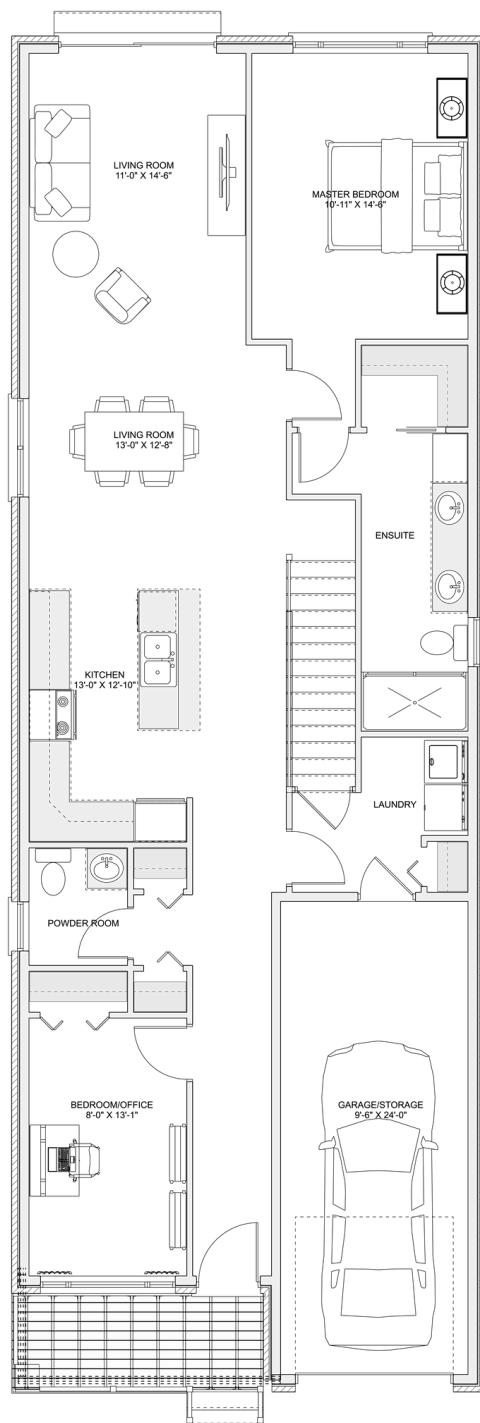 LIVING ROOM
11'-0" X 14'-6"
MASTER BEDROOM
10'-11" X 14'-6"
LIVING ROOM
13'-0" X 12'-8"
ENSUITE
KITCHEN
13'-0" X 12'-10"
LAUNDRY
POWDER ROOM
BEDROOM/OFFICE
8'-0" X 13'-1"
GARAGE/STORAGE
9'-6" X 24'-0"